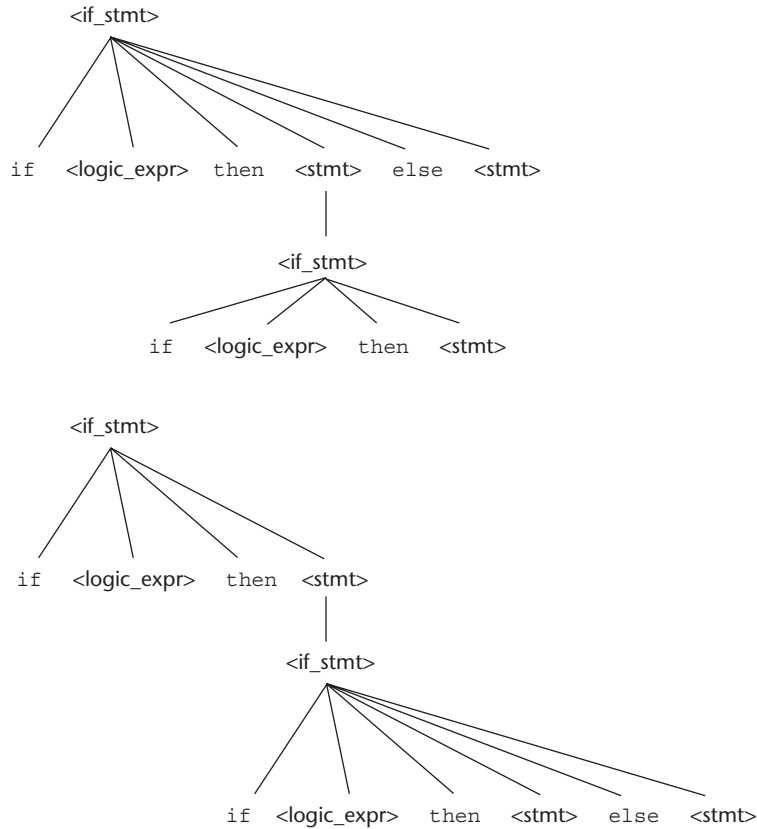 <if_stmt>
if <logic_expr> then <stmt> else <stmt>
<if_stmt>
if <logic_expr> then <stmt>
<if_stmt>
if <logic_expr> then <stmt>
<if_stmt>
if <logic_expr> then <stmt> else <stmt>